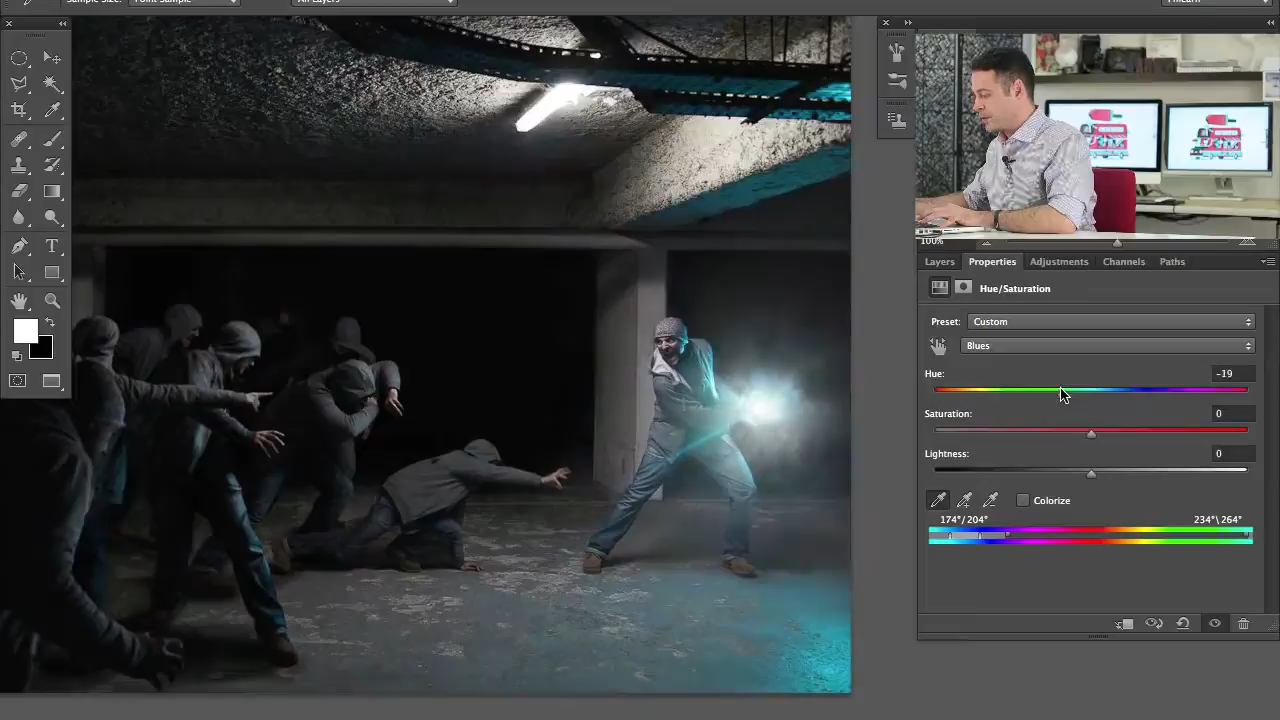 Sample Size: Point Sample All Layers
100%
Layers Properties Adjustments Channels Paths
Hue/Saturation
Preset: Custom
Blues
Hue: -19
Saturation: 0
Lightness: 0
Colorize
174°/204° 234°\264°